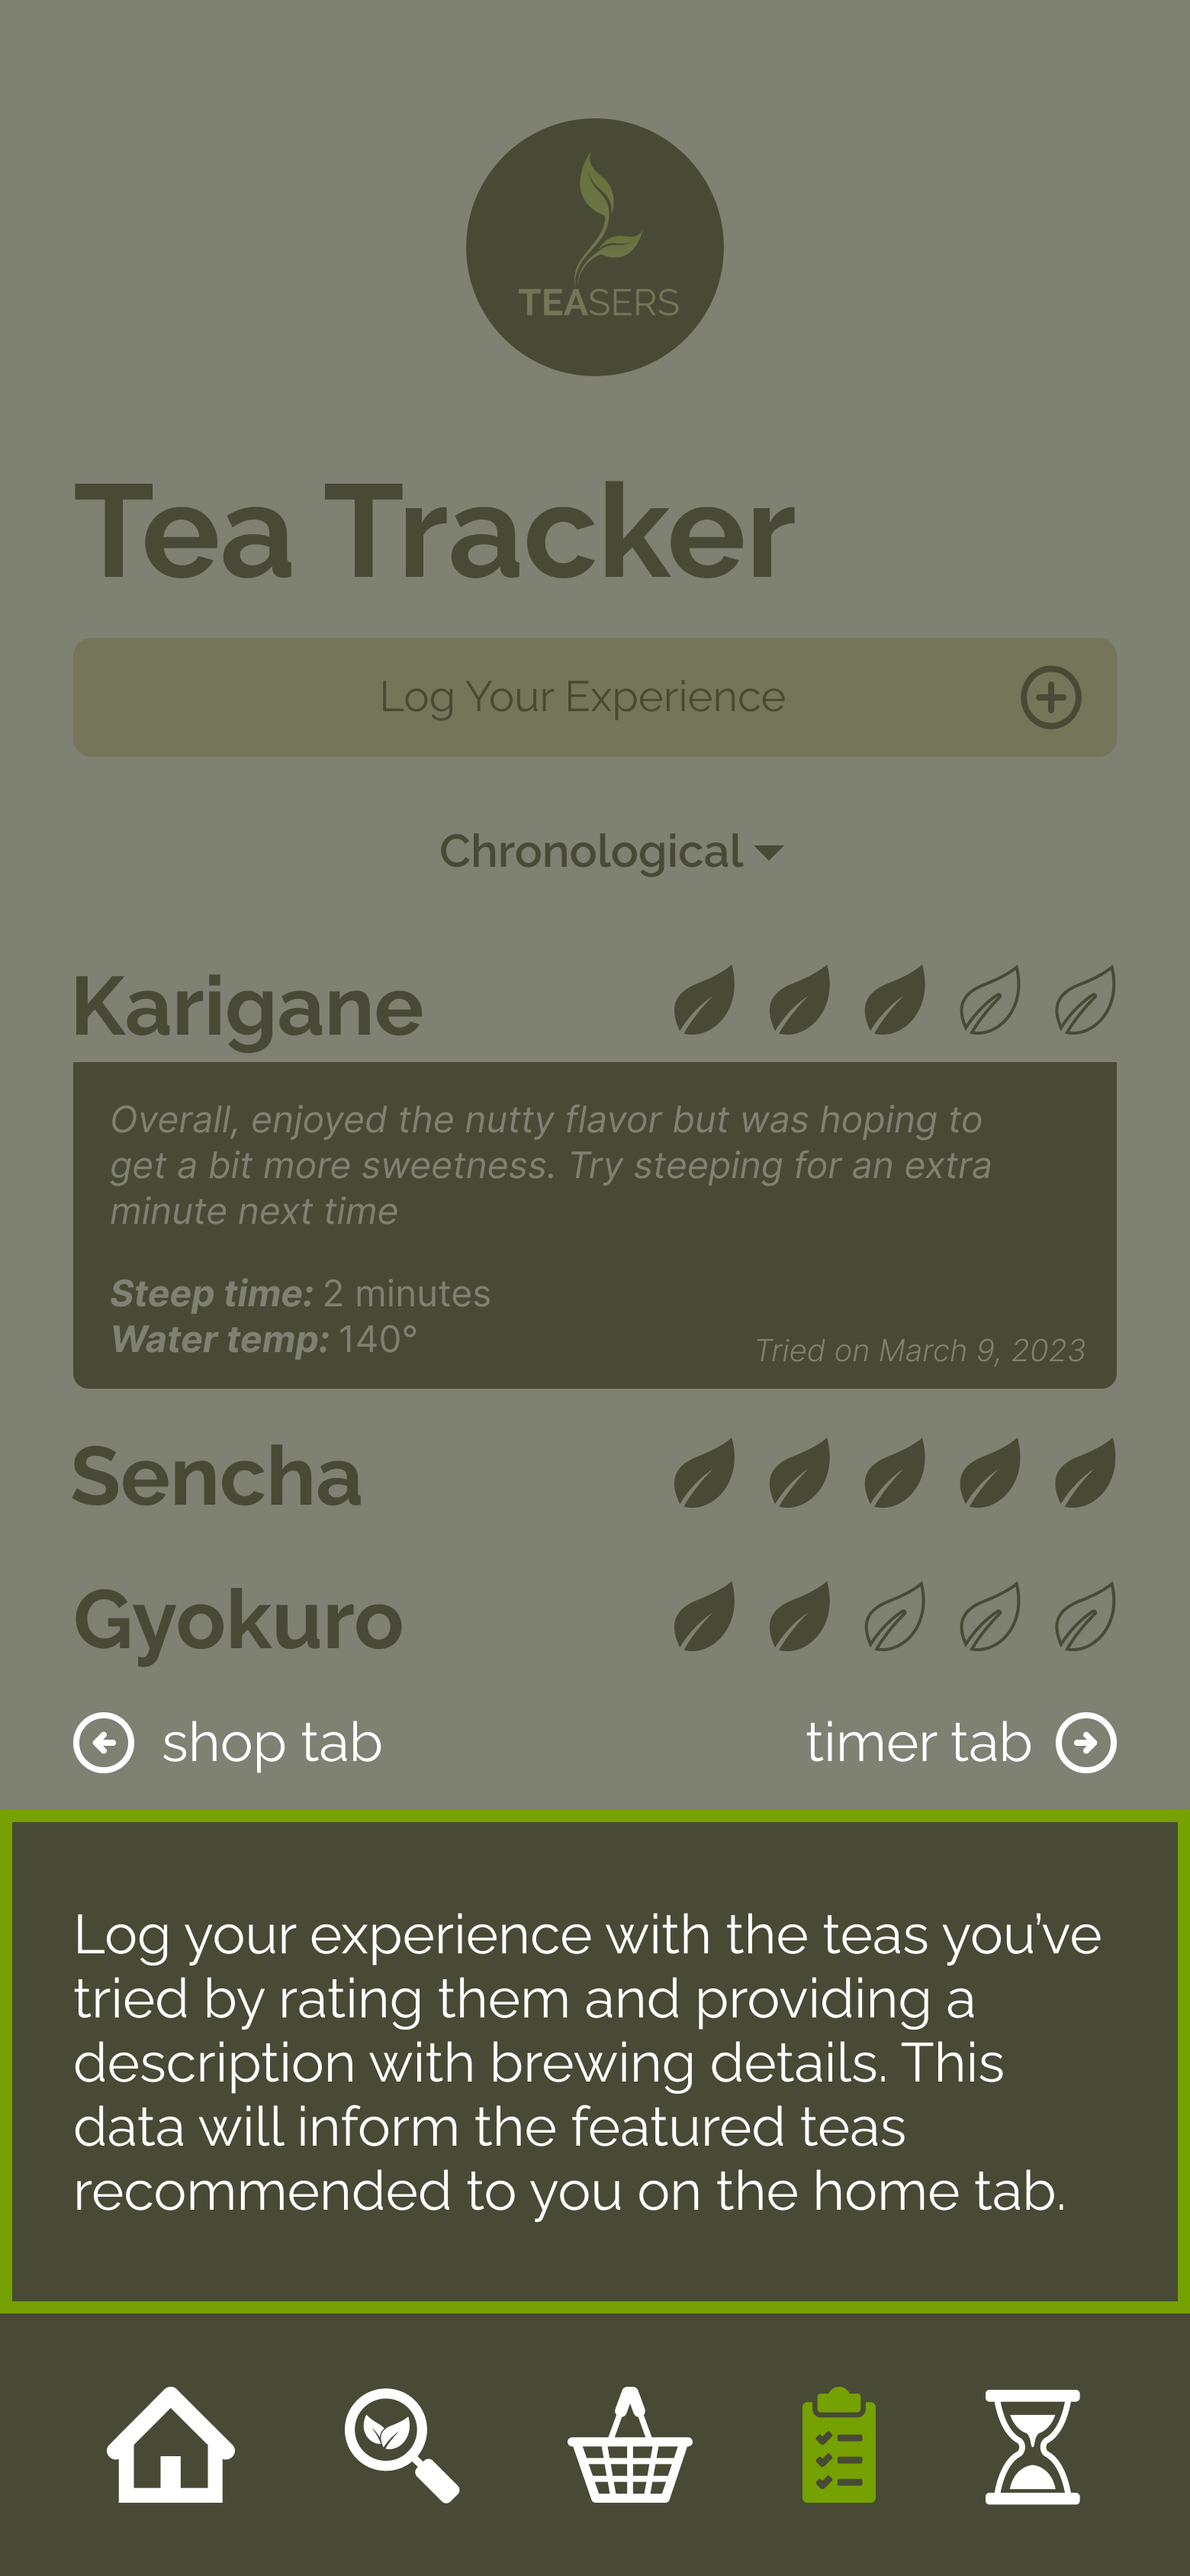 TEASERS
Tea Tracker
Log Your Experience
Chronological
Karigane
Overall, enjoyed the nutty flavor but was hoping to
get a bit more sweetness. Try steeping for an extra
minute next time
Steep time: 2 minutes
Water temp: 140°
Tried on March 9, 2023
Sencha
Gyokuro
shop tab
timer tab
Log your experience with the teas you’ve
tried by rating them and providing a
description with brewing details. This
data will inform the featured teas
recommended to you on the home tab.